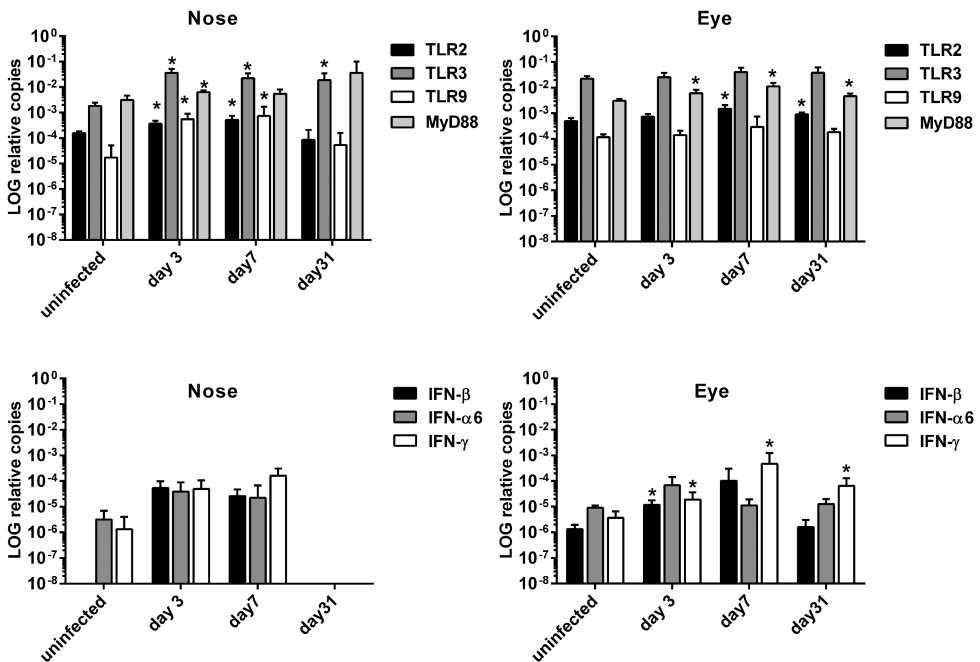 Nose
LOG relative copies
10^0
10^-1
10^-2
10^-3
10^-4
10^-5
10^-6
10^-7
10^-8
* * * * * * * *
uninfected
day 3
day7
day31
TLR2
TLR3
TLR9
MyD88
Eye
LOG relative copies
10^0
10^-1
10^-2
10^-3
10^-4
10^-5
10^-6
10^-7
10^-8
* * * * *
uninfected
day 3
day7
day31
TLR2
TLR3
TLR9
MyD88
Nose
LOG relative copies
10^0
10^-1
10^-2
10^-3
10^-4
10^-5
10^-6
10^-7
10^-8
uninfected
day 3
day7
day31
IFN-β
IFN-α6
IFN-γ
Eye
LOG relative copies
10^0
10^-1
10^-2
10^-3
10^-4
10^-5
10^-6
10^-7
10^-8
* * * *
uninfected
day 3
day7
day31
IFN-β
IFN-α6
IFN-γ